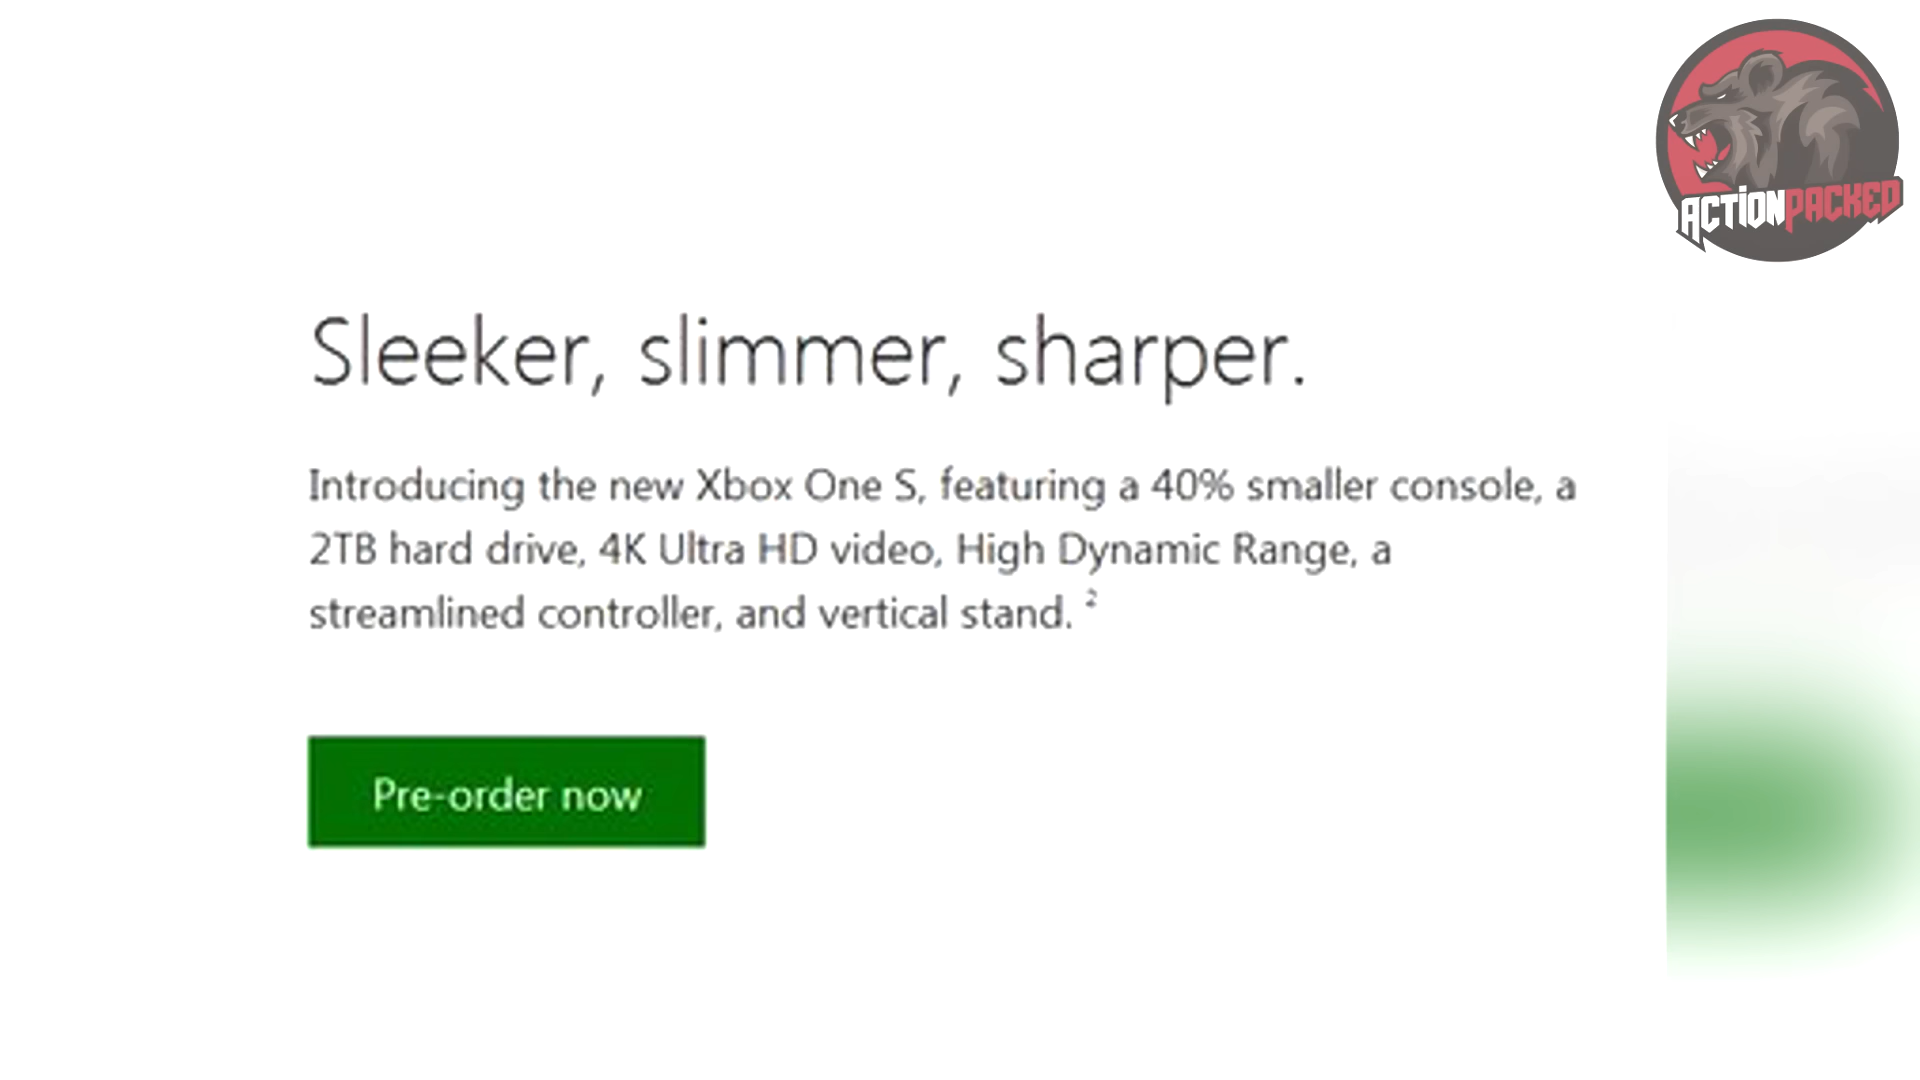 ACTIONPACKED
Sleeker, slimmer, sharper.
Introducing the new Xbox One S, featuring a 40% smaller console, a
2TB hard drive, 4K Ultra HD video, High Dynamic Range, a
streamlined controller, and vertical stand. ²
Pre-order now